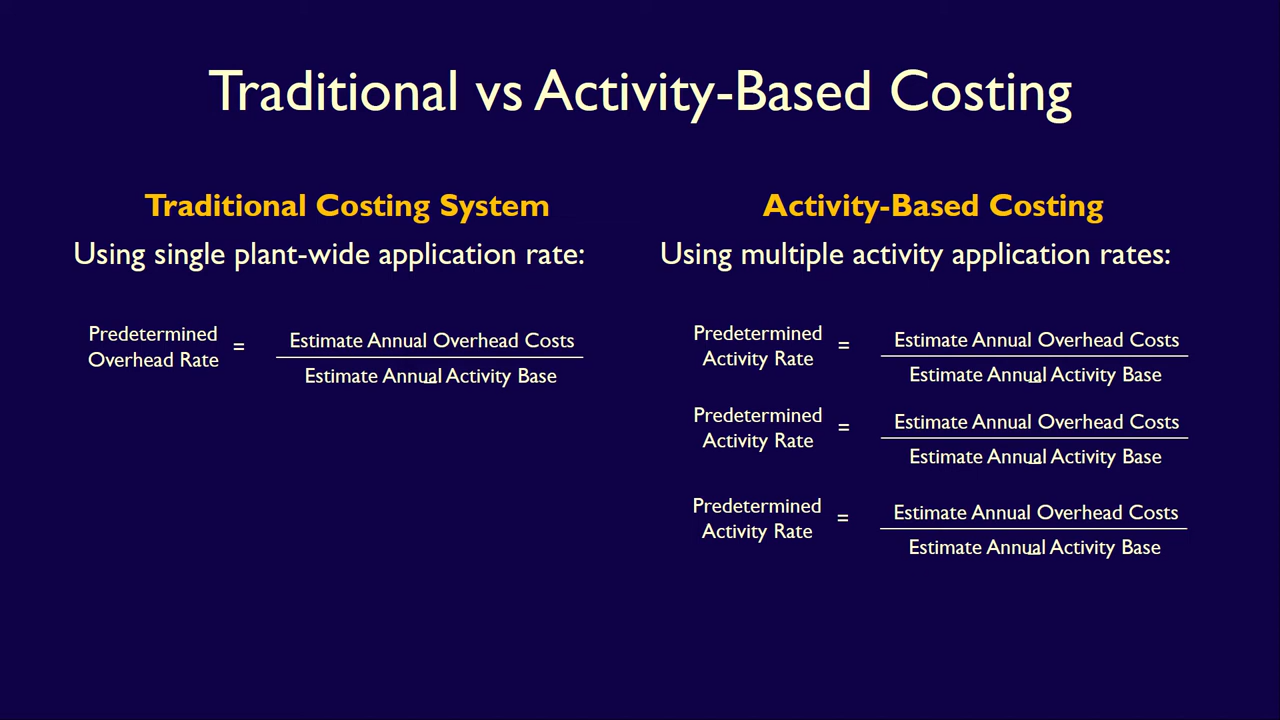 Traditional vs Activity-Based Costing
Traditional Costing System
Using single plant-wide application rate:
Predetermined
Overhead Rate
=
Estimate Annual Overhead Costs
Estimate Annual Activity Base
Activity-Based Costing
Using multiple activity application rates:
Predetermined
Activity Rate
=
Estimate Annual Overhead Costs
Estimate Annual Activity Base
Predetermined
Activity Rate
=
Estimate Annual Overhead Costs
Estimate Annual Activity Base
Predetermined
Activity Rate
=
Estimate Annual Overhead Costs
Estimate Annual Activity Base